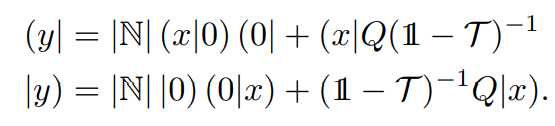 (y| = |ℕ| (x|0) (0| + (x|Q(𝟙 − 𝒯)⁻¹
|y) = |ℕ| |0) (0|x) + (𝟙 − 𝒯)⁻¹Q|x).